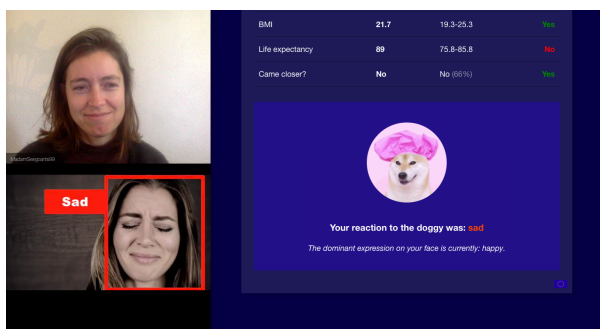 BMI 21.7 19.3-25.3 Yes
Life expectancy 89 75.8-85.8 No
Came closer? No No (66%) Yes
Sad
Your reaction to the doggy was: sad
The dominant expression on your face is currently: happy.